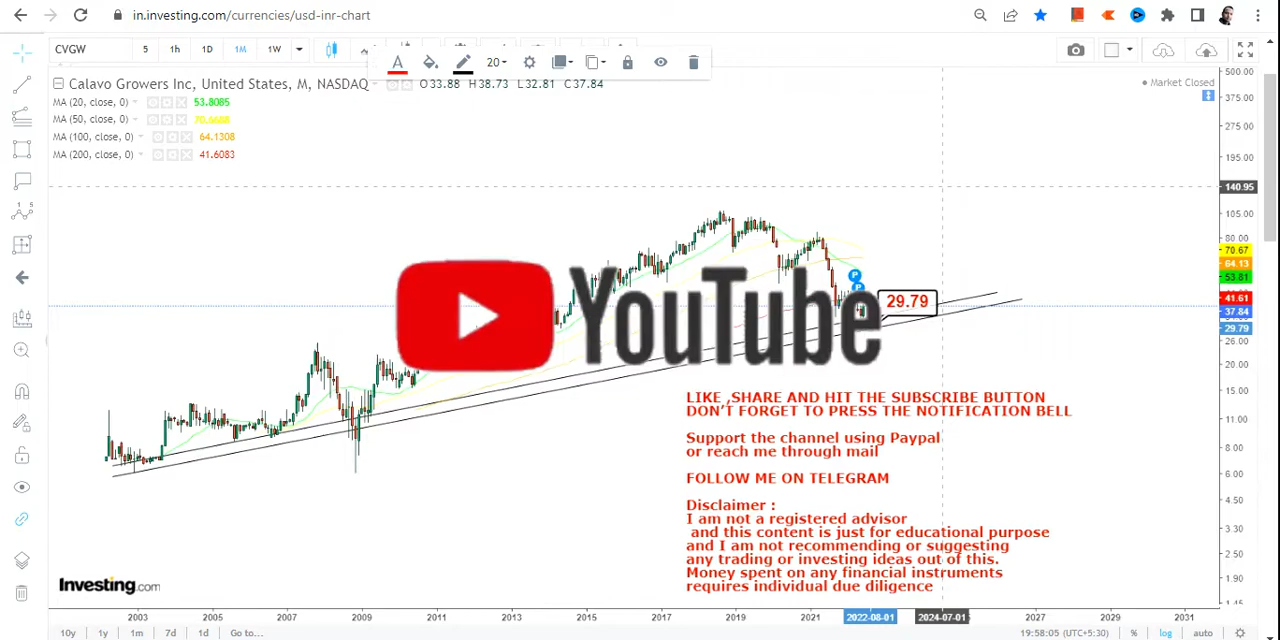 in.investing.com/currencies/usd-inr-chart
CVGW 5 1h 1D 1M 1W
A 20
Calavo Growers Inc, United States, M, NASDAQ O33.88 H38.73 L32.81 C37.84
Market Closed
MA (20, close, 0) 53.8085
MA (50, close, 0) 70.6688
MA (100, close, 0) 64.1308
MA (200, close, 0) 41.6083
500.00
375.00
275.00
195.00
140.95
105.00
80.00
70.67
64.13
53.81
41.61
37.84
29.79
26.00
20.00
15.00
11.00
8.00
6.00
4.50
3.30
2.50
1.90
1.45
P
P
29.79
YouTube
LIKE ,SHARE AND HIT THE SUBSCRIBE BUTTON
DON'T FORGET TO PRESS THE NOTIFICATION BELL
Support the channel using Paypal
or reach me through mail
FOLLOW ME ON TELEGRAM
Disclaimer :
I am not a registered advisor
and this content is just for educational purpose
and I am not recommending or suggesting
any trading or investing ideas out of this.
Money spent on any financial instruments
requires individual due diligence
Investing.com
2003 2005 2007 2009 2011 2013 2015 2017 2019 2021 2022-08-01 2024-07-01 2027 2029 2031
10y 1y 1m 7d 1d Go to... 19:58:05 (UTC+5:30) % log auto